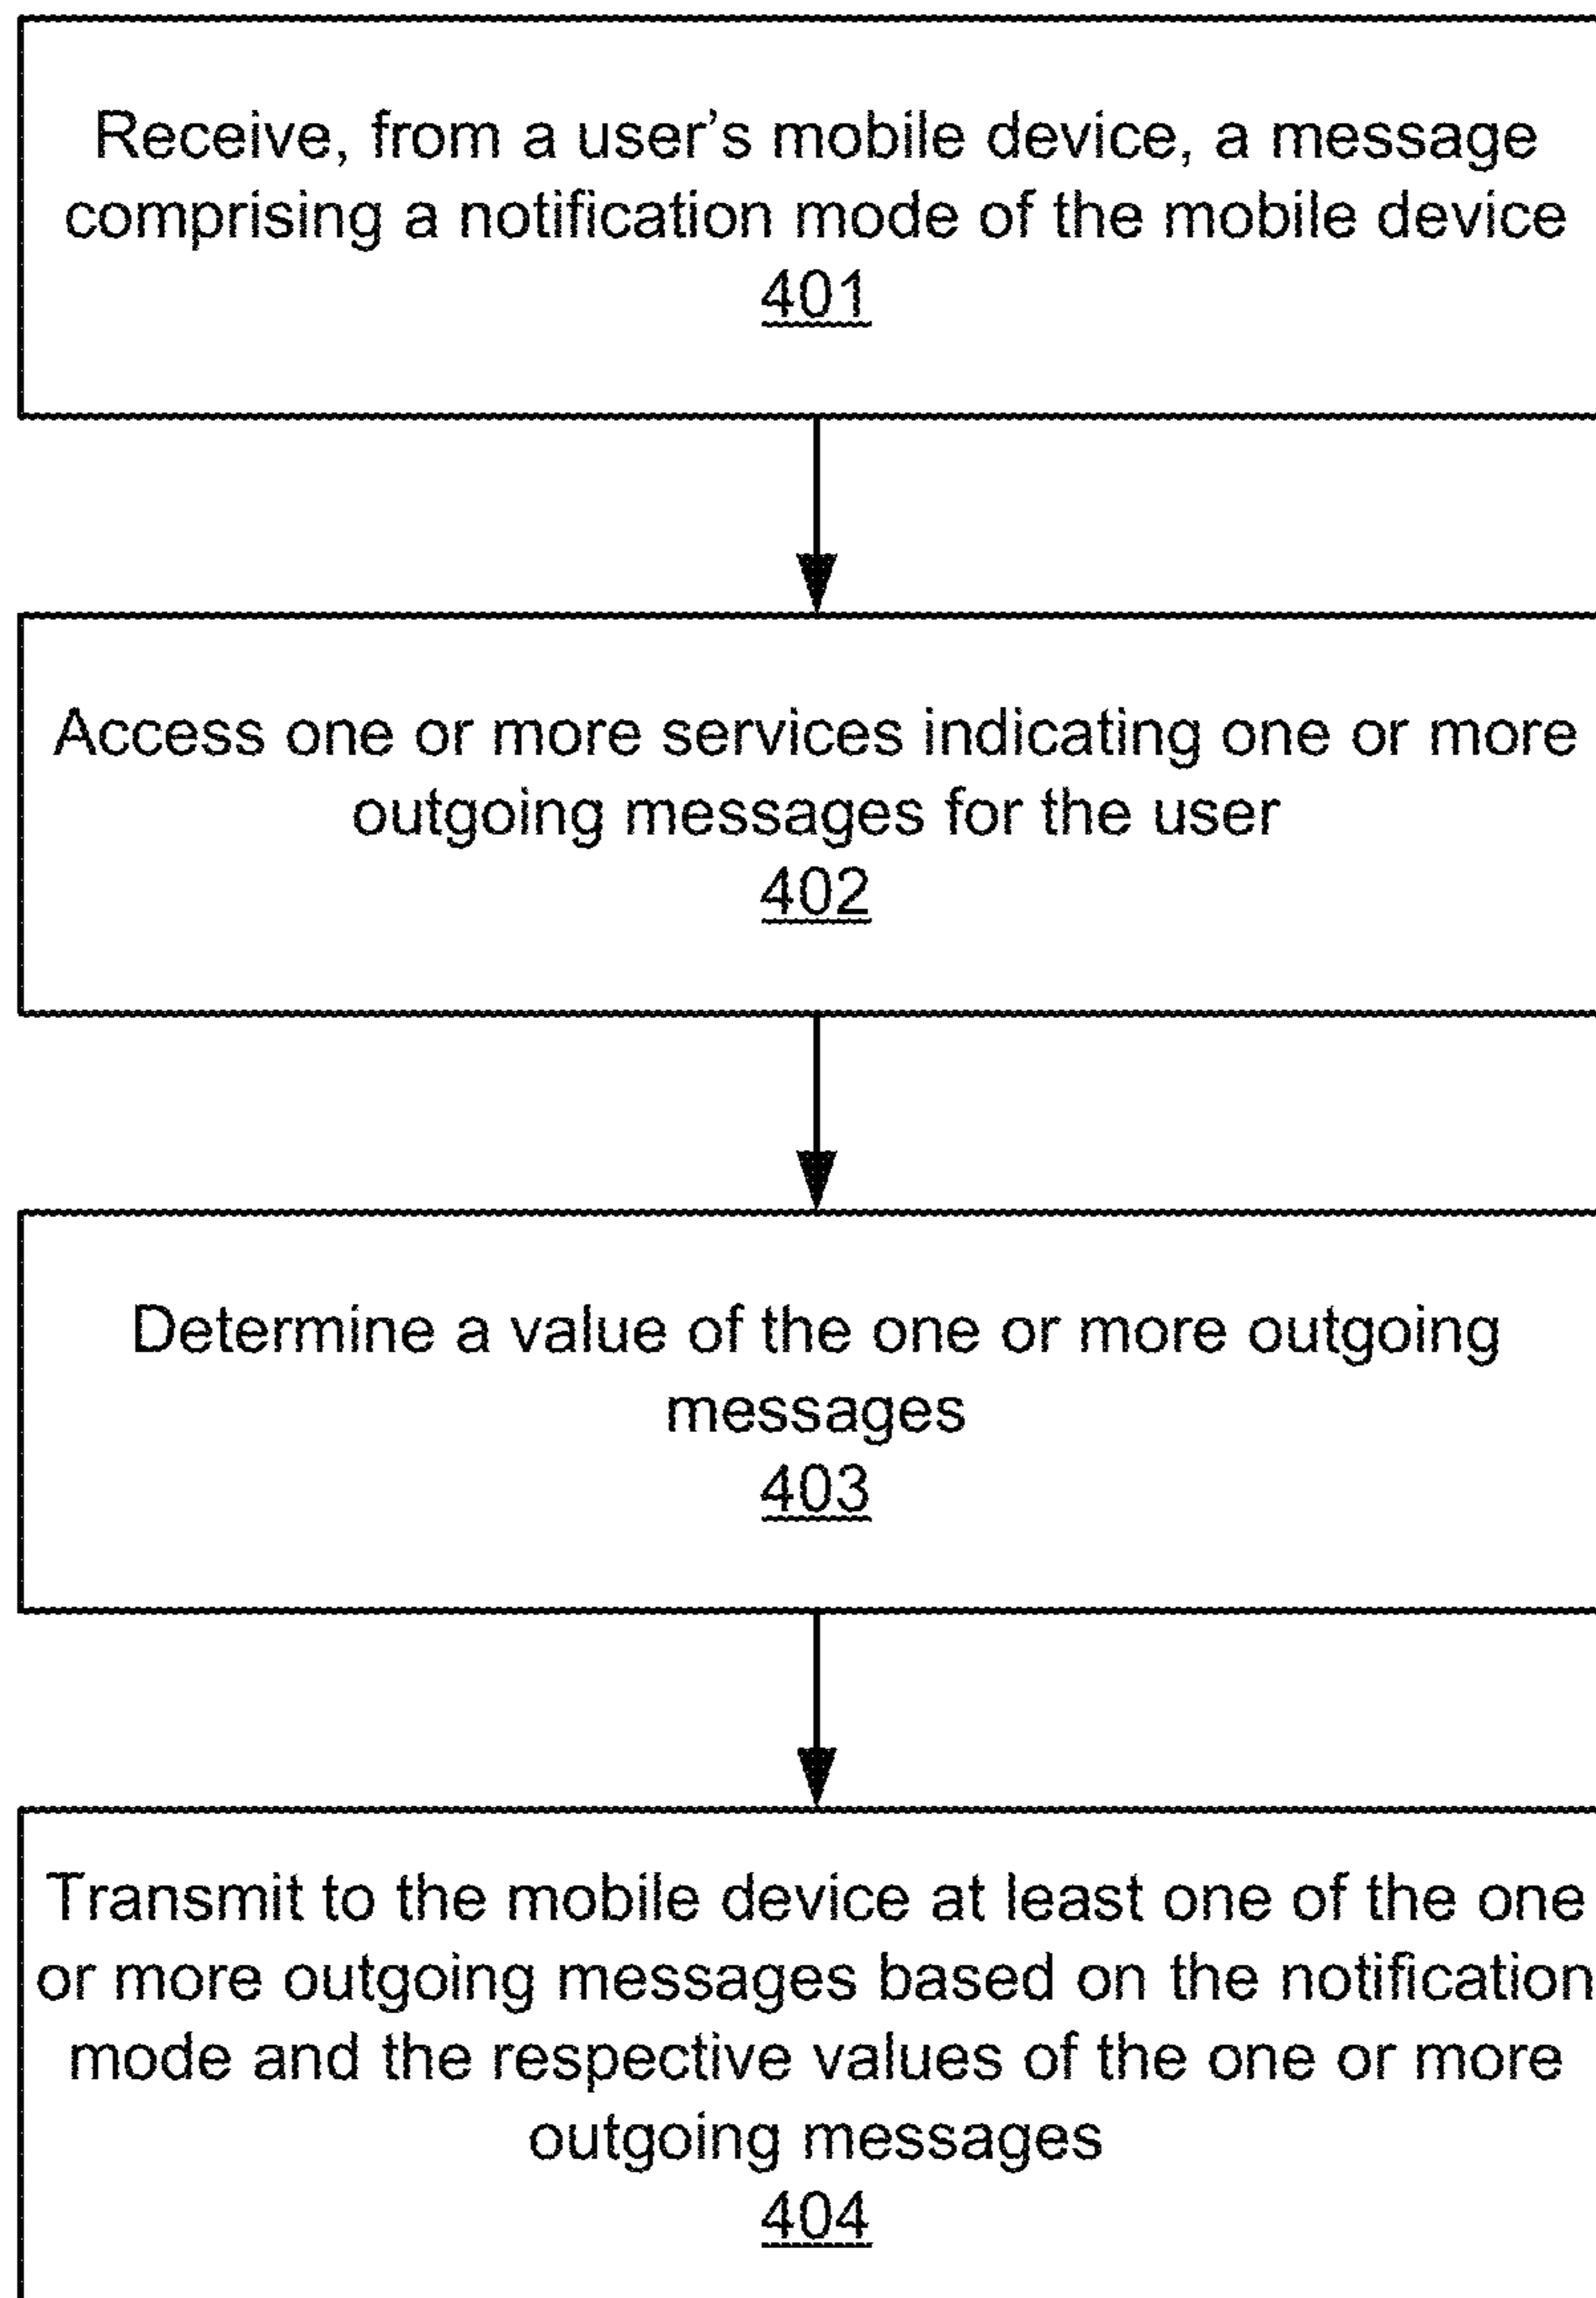 Receive, from a user's mobile device, a message
comprising a notification mode of the mobile device
401
Access one or more services indicating one or more
outgoing messages for the user
402
Determine a value of the one or more outgoing
messages
403
Transmit to the mobile device at least one of the one
or more outgoing messages based on the notification
mode and the respective values of the one or more
outgoing messages
404